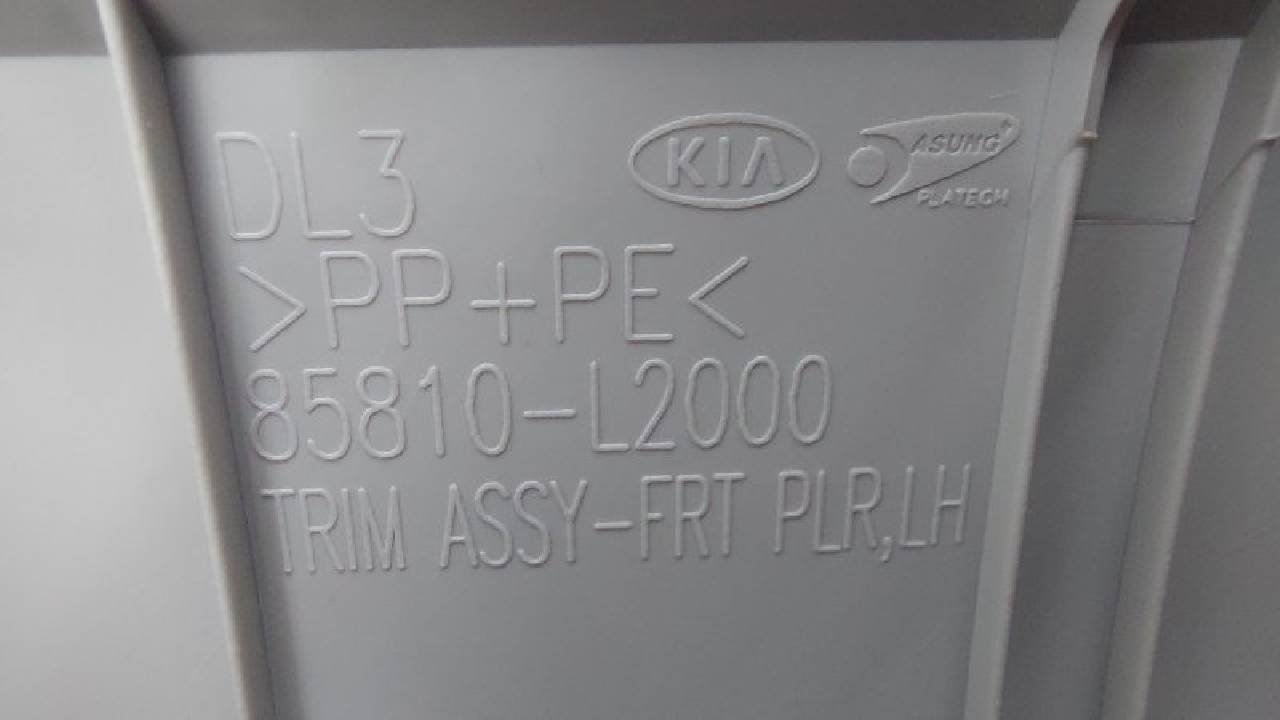 DL3
KIA
ASUNG
PLATECH
>PP+PE<
85810-L2000
TRIM ASSY-FRT PLR,LH